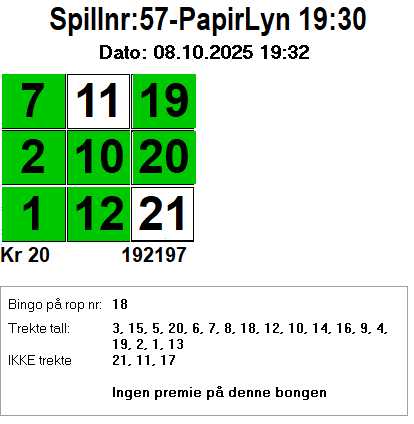 Spillnr:57-PapirLyn 19:30
Dato: 08.10.2025 19:32
7 11 19
2 10 20
1 12 21
Kr 20 192197
Bingo på rop nr: 18
Trekte tall: 3, 15, 5, 20, 6, 7, 8, 18, 12, 10, 14, 16, 9, 4,
19, 2, 1, 13
IKKE trekte 21, 11, 17
Ingen premie på denne bongen